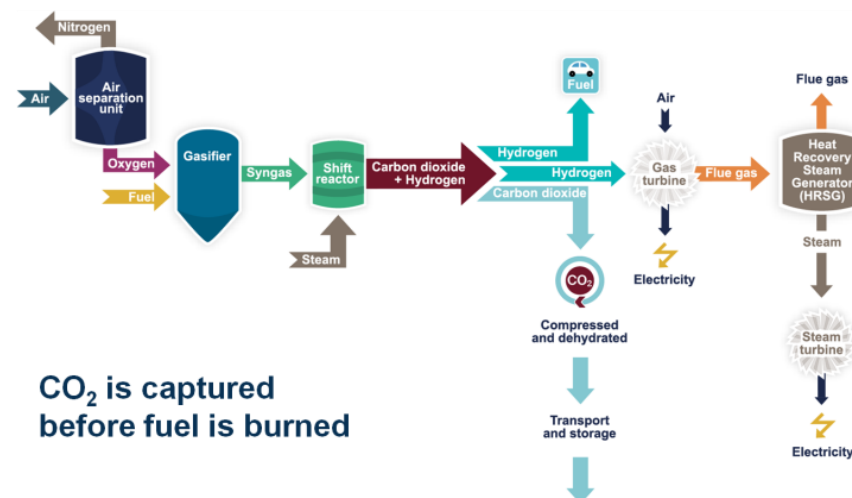 Nitrogen
Air
Air
separation
unit
Oxygen
Fuel
Gasifier
Syngas
Shift
reactor
Steam
Carbon dioxide
+ Hydrogen
Hydrogen
Fuel
Hydrogen
Carbon dioxide
CO₂
Compressed
and dehydrated
Transport
and storage
Air
Gas
turbine
Electricity
Flue gas
Flue gas
Heat
Recovery
Steam
Generator
(HRSG)
Steam
Steam
turbine
Electricity
CO₂ is captured
before fuel is burned